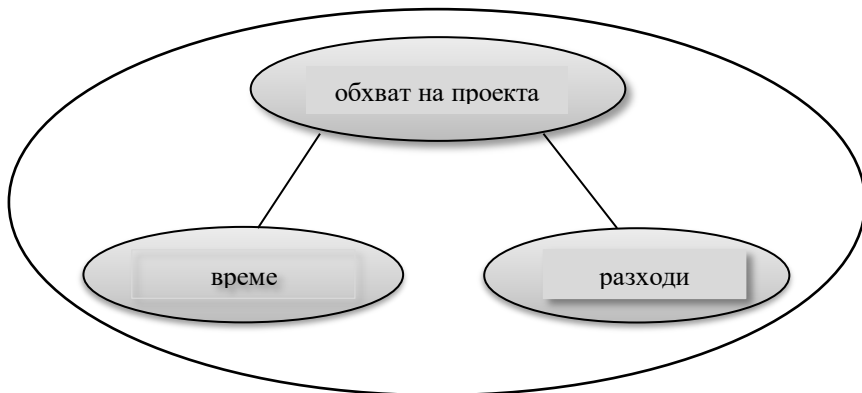 обхват на проекта
време
разходи